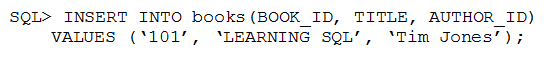 SQL> INSERT INTO books(BOOK_ID, TITLE, AUTHOR_ID)
VALUES (‘101’, ‘LEARNING SQL’, ‘Tim Jones’);